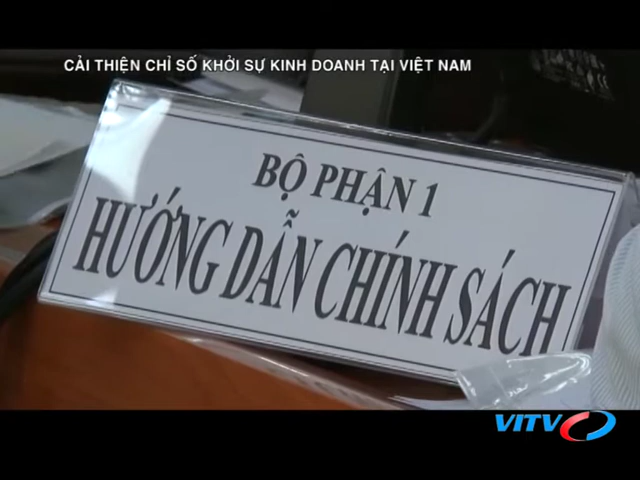 CẢI THIỆN CHỈ SỐ KHỞI SỰ KINH DOANH TẠI VIỆT NAM
BỘ PHẬN 1
HƯỚNG DẪN CHÍNH SÁCH
VITV